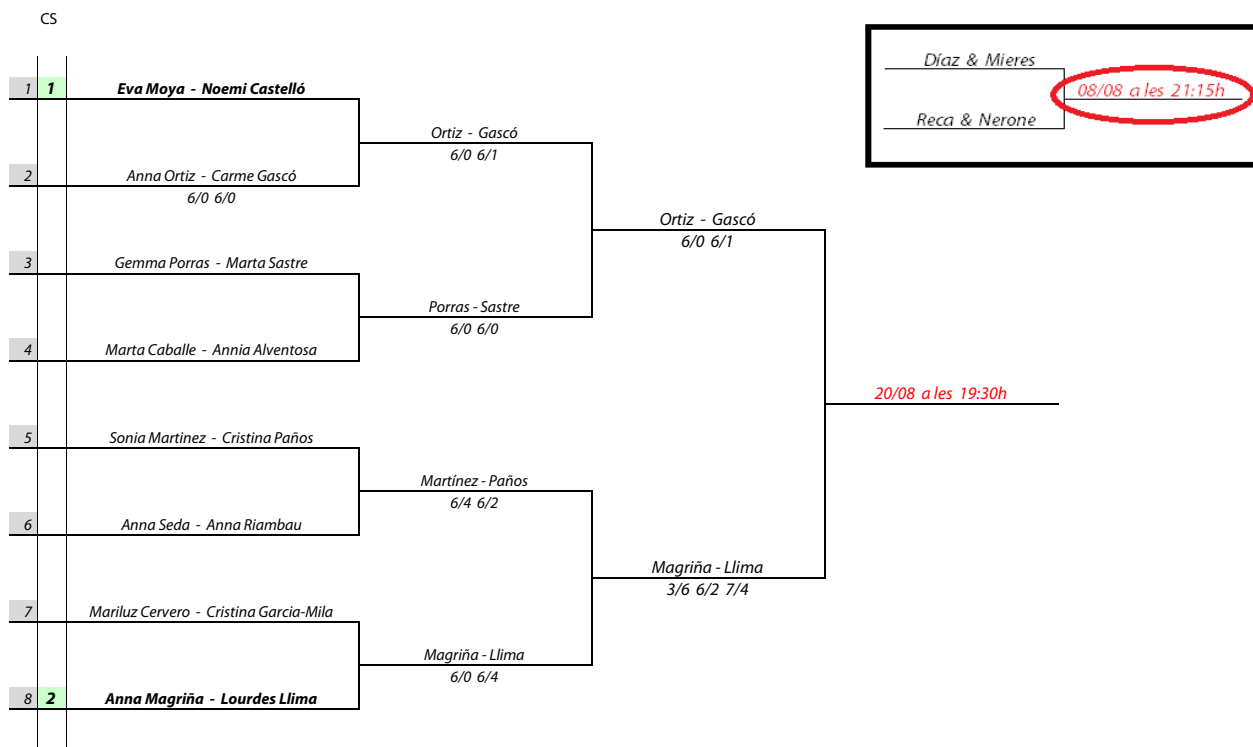 CS
1 1 Eva Moya - Noemi Castelló
Ortiz - Gascó
6/0 6/1
2 Anna Ortiz - Carme Gascó
6/0 6/0
Ortiz - Gascó
6/0 6/1
3 Gemma Porras - Marta Sastre
Porras - Sastre
6/0 6/0
4 Marta Caballe - Annia Alventosa
20/08 a les 19:30h
5 Sonia Martinez - Cristina Paños
Martínez - Paños
6/4 6/2
6 Anna Seda - Anna Riambau
Magriña - Llima
3/6 6/2 7/4
7 Mariluz Cervero - Cristina Garcia-Mila
Magriña - Llima
6/0 6/4
8 2 Anna Magriña - Lourdes Llima
Díaz & Mieres
08/08 a les 21:15h
Reca & Nerone